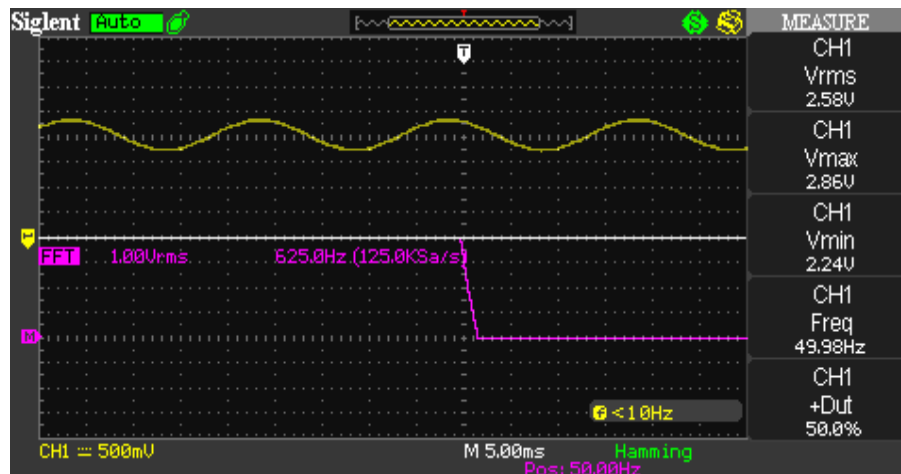 Siglent Auto
MEASURE
CH1
Vrms
2.58V
CH1
Vmax
2.86V
CH1
Vmin
2.24V
CH1
Freq
49.98Hz
CH1
+Dut
50.0%
T
1
FFT 1.00Vrms 625.0Hz (125.0KSa/s)
M
f <10Hz
CH1 500mV M 5.00ms Hamming
Pos: 50.00Hz